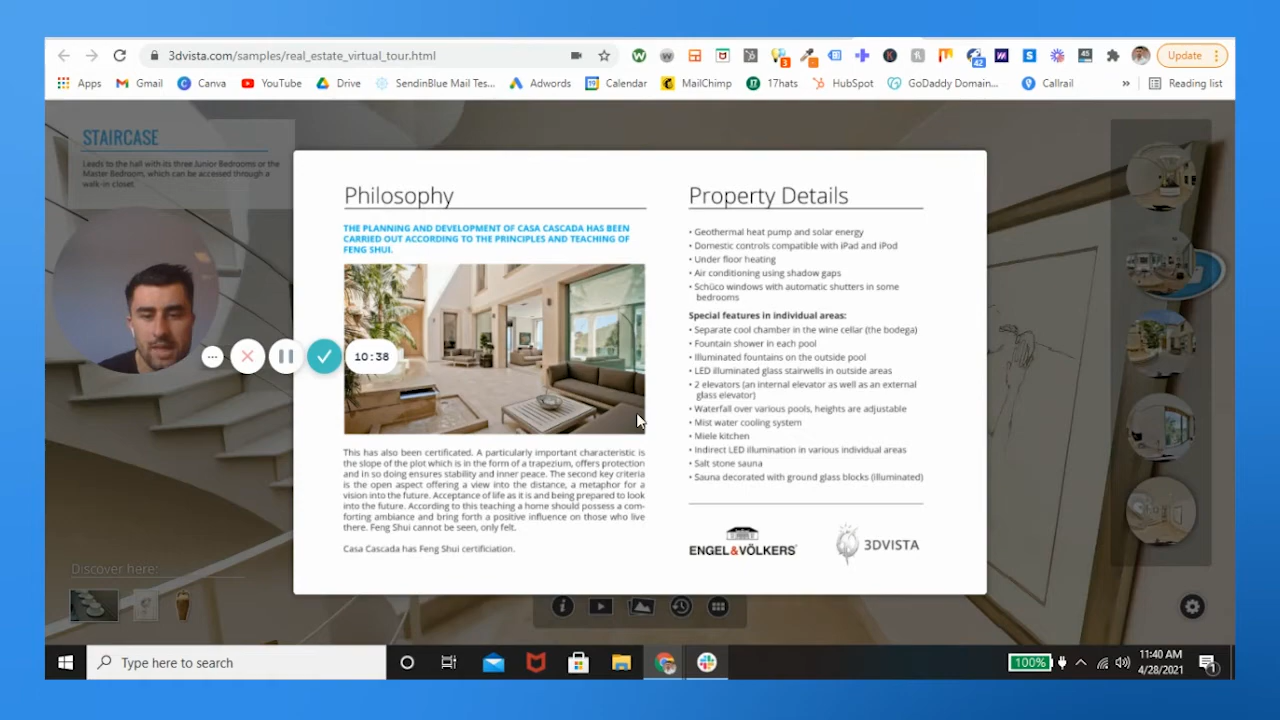 3dvista.com/samples/real_estate_virtual_tour.html
Update
Apps
Gmail
Canva
YouTube
Drive
SendinBlue Mail Tes...
Adwords
Calendar
MailChimp
17hats
HubSpot
GoDaddy Domain...
Callrail
»
Reading list
STAIRCASE
Leads to the hall with its three Junior Bedrooms or the
Master Bedroom, which can be accessed through a
walk-in closet.
10:38
Discover here:
Philosophy
THE PLANNING AND DEVELOPMENT OF CASA CASCADA HAS BEEN
CARRIED OUT ACCORDING TO THE PRINCIPLES AND TEACHING OF
FENG SHUI.
This has also been certificated. A particularly important characteristic is
the slope of the plot which is in the form of a trapezium, offers protection
and in so doing ensures stability and inner peace. The second key criteria
is the open aspect offering a view into the distance, a metaphor for a
vision into the future. Acceptance of life as it is and being prepared to look
into the future. According to this teaching a home should possess a com-
forting ambiance and bring forth a positive influence on those who live
there. Feng Shui cannot be seen, only felt.
Casa Cascada has Feng Shui certifiction.
Property Details
• Geothermal heat pump and solar energy
• Domestic controls compatible with iPad and iPod
• Under floor heating
• Air conditioning using shadow gaps
• Schüco windows with automatic shutters in some
bedrooms
Special features in individual areas:
• Separate cool chamber in the wine cellar (the bodega)
• Fountain shower in each pool
• Illuminated fountains on the outside pool
• LED illuminated glass stairwells in outside areas
• 2 elevators (an internal elevator as well as an external
glass elevator)
• Waterfall over various pools, heights are adjustable
• Mist water cooling system
• Miele kitchen
• Indirect LED illumination in various individual areas
• Salt stone sauna
• Sauna decorated with ground glass blocks (illuminated)
ENGEL&VÖLKERS
3DVISTA
Type here to search
100%
11:40 AM
4/28/2021
1